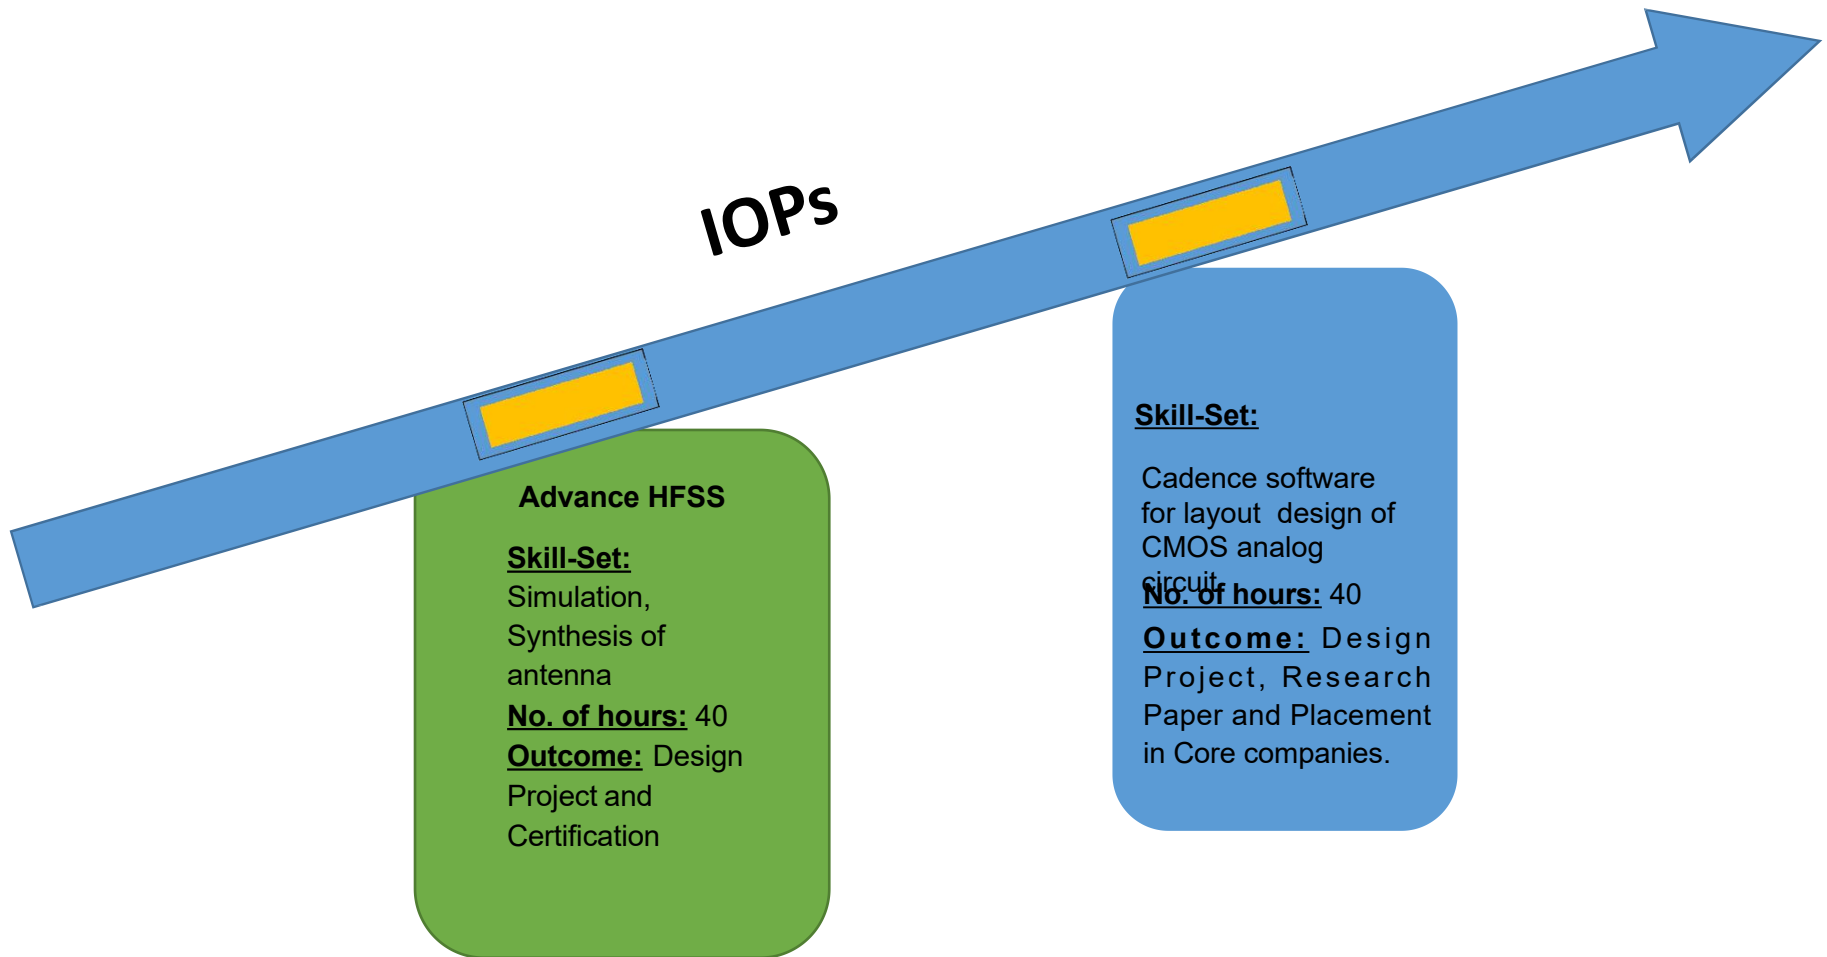 IOPs
Advance HFSS
Skill-Set:
Simulation,
Synthesis of
antenna
No. of hours: 40
Outcome: Design
Project and
Certification
Skill-Set:
Cadence software
for layout design of
CMOS analog
circuit
No. of hours: 40
Outcome: Design
Project, Research
Paper and Placement
in Core companies.